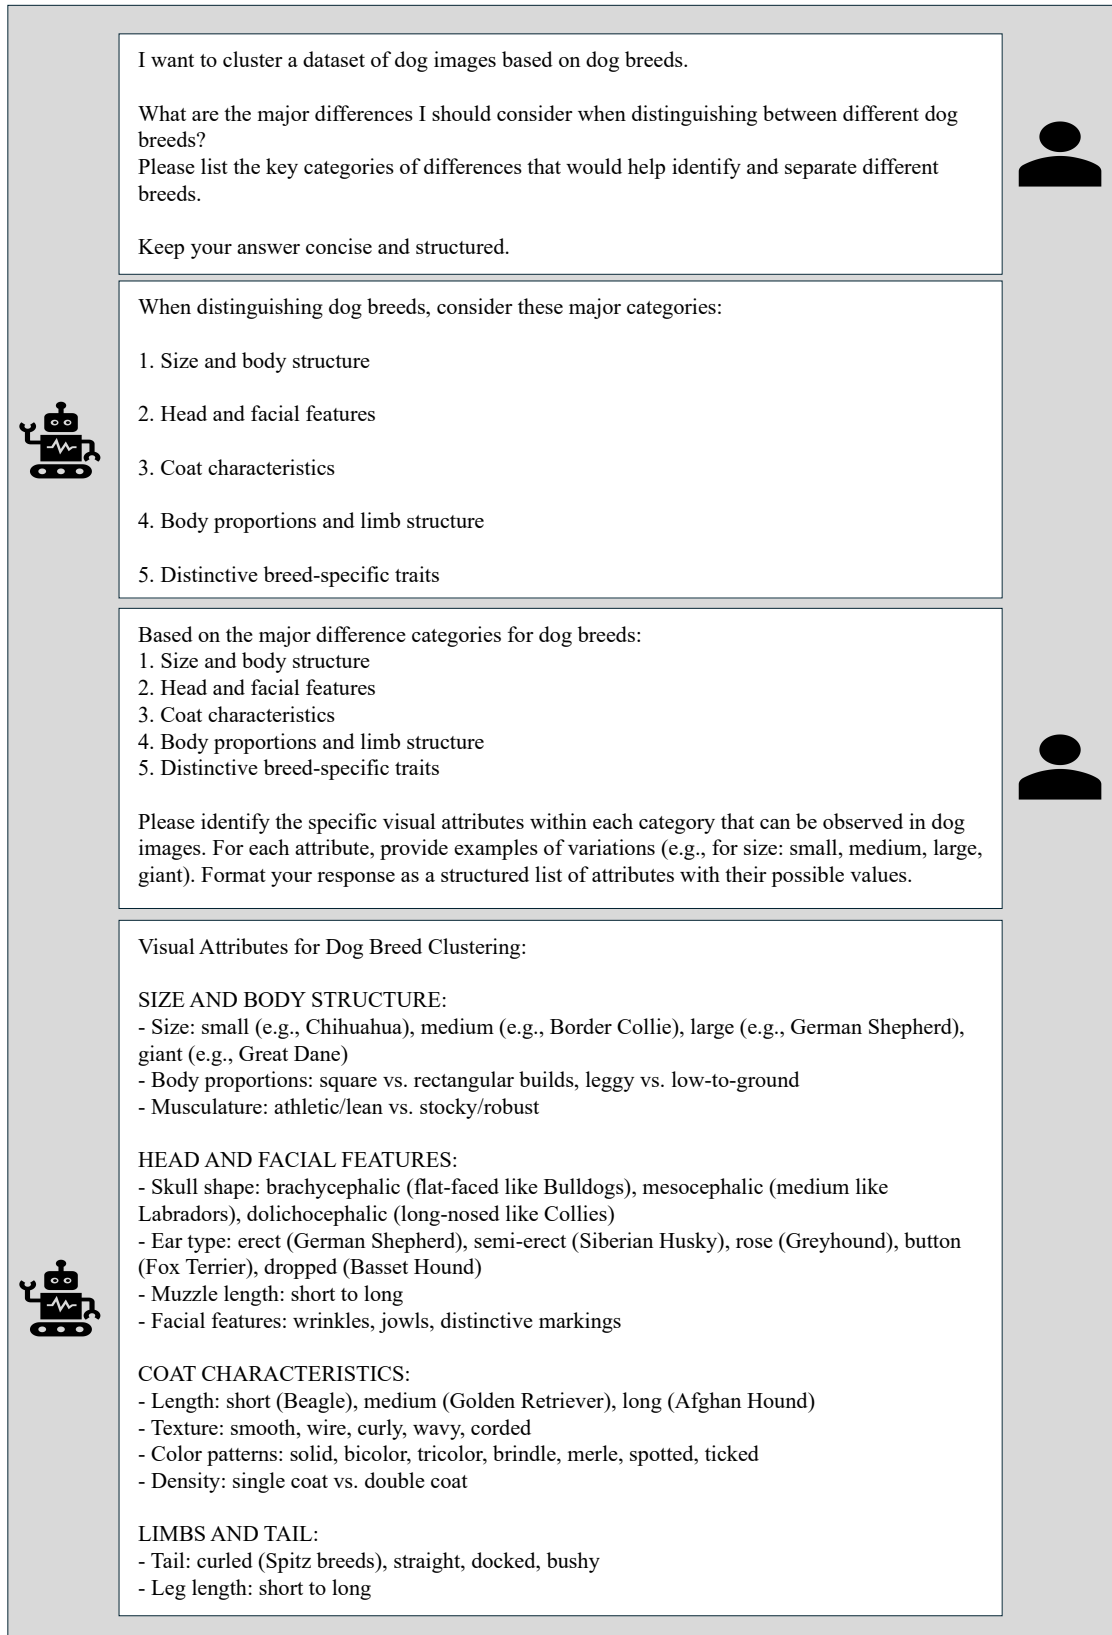 I want to cluster a dataset of dog images based on dog breeds.
What are the major differences I should consider when distinguishing between different dog
breeds?
Please list the key categories of differences that would help identify and separate different
breeds.
Keep your answer concise and structured.
When distinguishing dog breeds, consider these major categories:
1. Size and body structure
2. Head and facial features
3. Coat characteristics
4. Body proportions and limb structure
5. Distinctive breed-specific traits
Based on the major difference categories for dog breeds:
1. Size and body structure
2. Head and facial features
3. Coat characteristics
4. Body proportions and limb structure
5. Distinctive breed-specific traits
Please identify the specific visual attributes within each category that can be observed in dog
images. For each attribute, provide examples of variations (e.g., for size: small, medium, large,
giant). Format your response as a structured list of attributes with their possible values.
Visual Attributes for Dog Breed Clustering:
SIZE AND BODY STRUCTURE:
- Size: small (e.g., Chihuahua), medium (e.g., Border Collie), large (e.g., German Shepherd),
giant (e.g., Great Dane)
- Body proportions: square vs. rectangular builds, leggy vs. low-to-ground
- Musculature: athletic/lean vs. stocky/robust
HEAD AND FACIAL FEATURES:
- Skull shape: brachycephalic (flat-faced like Bulldogs), mesocephalic (medium like
Labradors), dolichocephalic (long-nosed like Collies)
- Ear type: erect (German Shepherd), semi-erect (Siberian Husky), rose (Greyhound), button
(Fox Terrier), dropped (Basset Hound)
- Muzzle length: short to long
- Facial features: wrinkles, jowls, distinctive markings
COAT CHARACTERISTICS:
- Length: short (Beagle), medium (Golden Retriever), long (Afghan Hound)
- Texture: smooth, wire, curly, wavy, corded
- Color patterns: solid, bicolor, tricolor, brindle, merle, spotted, ticked
- Density: single coat vs. double coat
LIMBS AND TAIL:
- Tail: curled (Spitz breeds), straight, docked, bushy
- Leg length: short to long